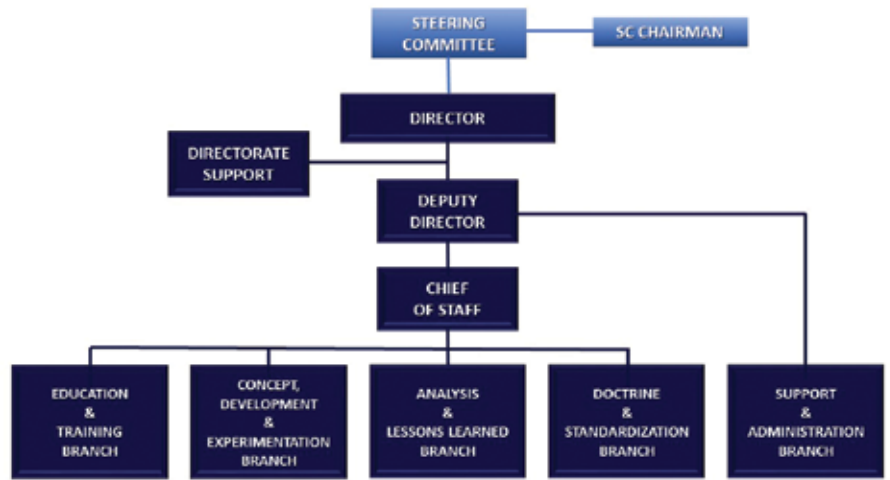 STEERING
COMMITTEE
SC CHAIRMAN
DIRECTOR
DIRECTORATE
SUPPORT
DEPUTY
DIRECTOR
CHIEF
OF STAFF
EDUCATION
&
TRAINING
BRANCH
CONCEPT,
DEVELOPMENT
&
EXPERIMENTATION
BRANCH
ANALYSIS
&
LESSONS LEARNED
BRANCH
DOCTRINE
&
STANDARDIZATION
BRANCH
SUPPORT
&
ADMINISTRATION
BRANCH